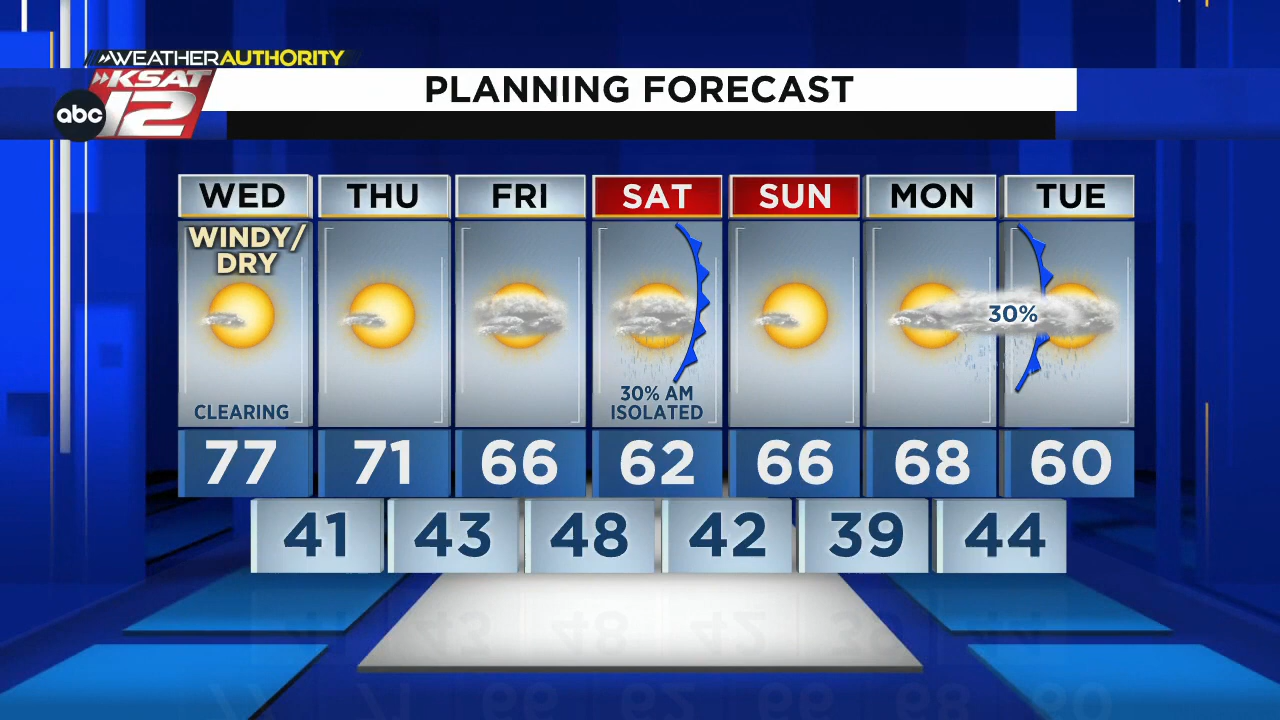 WEATHERAUTHORITY
KSAT
abc 12
PLANNING FORECAST
WED THU FRI SAT SUN MON TUE
WINDY/
DRY
30%
CLEARING
30% AM
ISOLATED
77 71 66 62 66 68 60
41 43 48 42 39 44